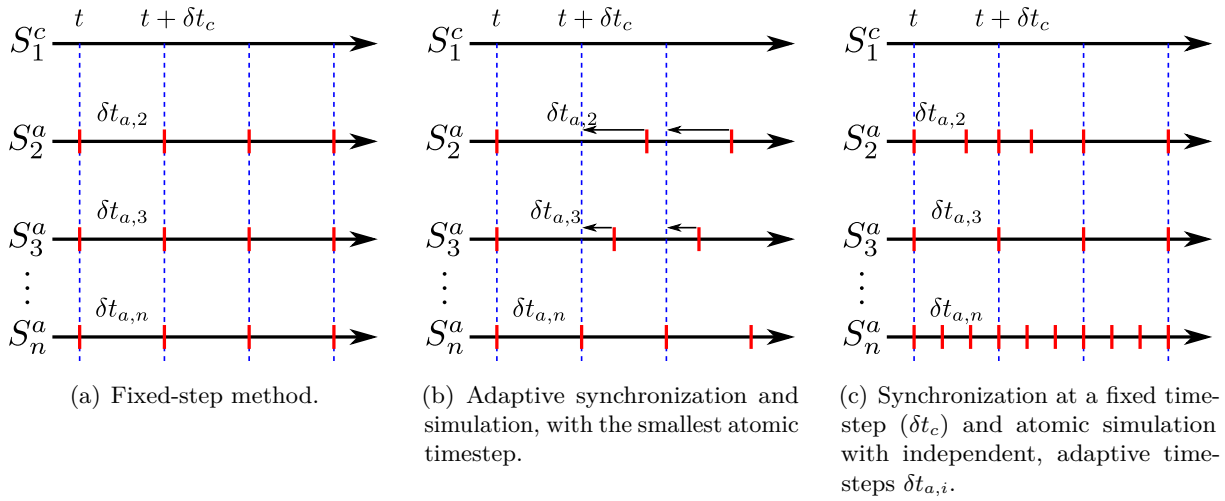 t t + δt_c
S_1^c
δt_{a,2}
S_2^a
δt_{a,3}
S_3^a
⋮
δt_{a,n}
S_n^a
(a) Fixed-step method.
t t + δt_c
S_1^c
δt_{a,2}
S_2^a
δt_{a,3}
S_3^a
⋮
δt_{a,n}
S_n^a
(b) Adaptive synchronization and
simulation, with the smallest atomic
timestep.
t t + δt_c
S_1^c
δt_{a,2}
S_2^a
δt_{a,3}
S_3^a
⋮
δt_{a,n}
S_n^a
(c) Synchronization at a fixed time-
step (δt_c) and atomic simulation
with independent, adaptive time-
steps δt_{a,i}.